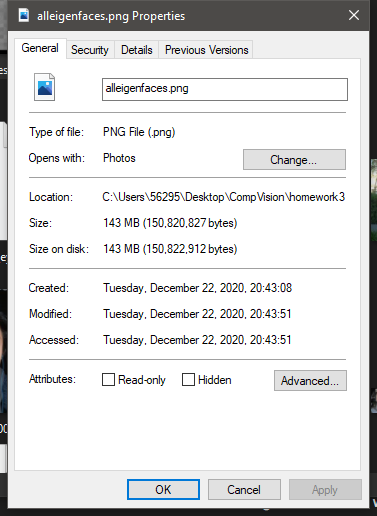 alleigenfaces.png Properties
General Security Details Previous Versions
alleigenfaces.png
Type of file: PNG File (.png)
Opens with: Photos Change...
Location: C:\Users\56295\Desktop\CompVision\homework3
Size: 143 MB (150,820,827 bytes)
Size on disk: 143 MB (150,822,912 bytes)
Created: Tuesday, December 22, 2020, 20:43:08
Modified: Tuesday, December 22, 2020, 20:43:51
Accessed: Tuesday, December 22, 2020, 20:43:51
Attributes: Read-only Hidden Advanced...
OK Cancel Apply